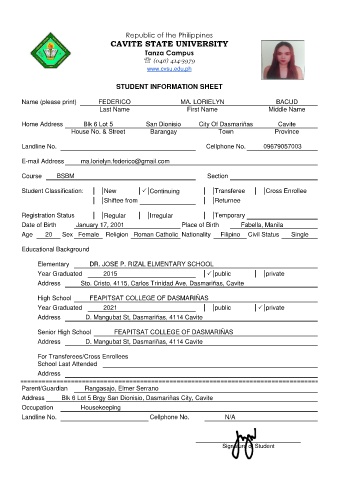 Republic of the Philippines
CAVITE STATE UNIVERSITY
Tanza Campus
☏ (046) 414-3979
www.cvsu.edu.ph
STUDENT INFORMATION SHEET
Name (please print) FEDERICO MA. LORIELYN BACUD
Last Name First Name Middle Name
Home Address Blk 6 Lot 5 San Dionisio City Of Dasmariñas Cavite
House No. & Street Barangay Town Province
Landline No. Cellphone No. 09679057003
E-mail Address ma.lorielyn.federico@gmail.com
Course BSBM Section
Student Classification: New ✓ Continuing Transferee Cross Enrollee
Shiftee from Returnee
Registration Status Regular Irregular Temporary
Date of Birth January 17, 2001 Place of Birth Fabella, Manila
Age 20 Sex Female Religion Roman Catholic Nationality Filipino Civil Status Single
Educational Background
Elementary DR. JOSE P. RIZAL ELMENTARY SCHOOL
Year Graduated 2015 ✓ public private
Address Sto. Cristo, 4115, Carlos Trinidad Ave, Dasmariñas, Cavite
High School FEAPITSAT COLLEGE OF DASMARIÑAS
Year Graduated 2021 public ✓ private
Address D. Mangubat St, Dasmariñas, 4114 Cavite
Senior High School FEAPITSAT COLLEGE OF DASMARIÑAS
Address D. Mangubat St, Dasmariñas, 4114 Cavite
For Transferees/Cross Enrollees
School Last Attended
Address
Parent/Guardian Rangasajo, Elmer Serrano
Address Blk 6 Lot 5 Brgy San Dionisio, Dasmariñas City, Cavite
Occupation Housekeeping
Landline No. Cellphone No. N/A
Signature of Student